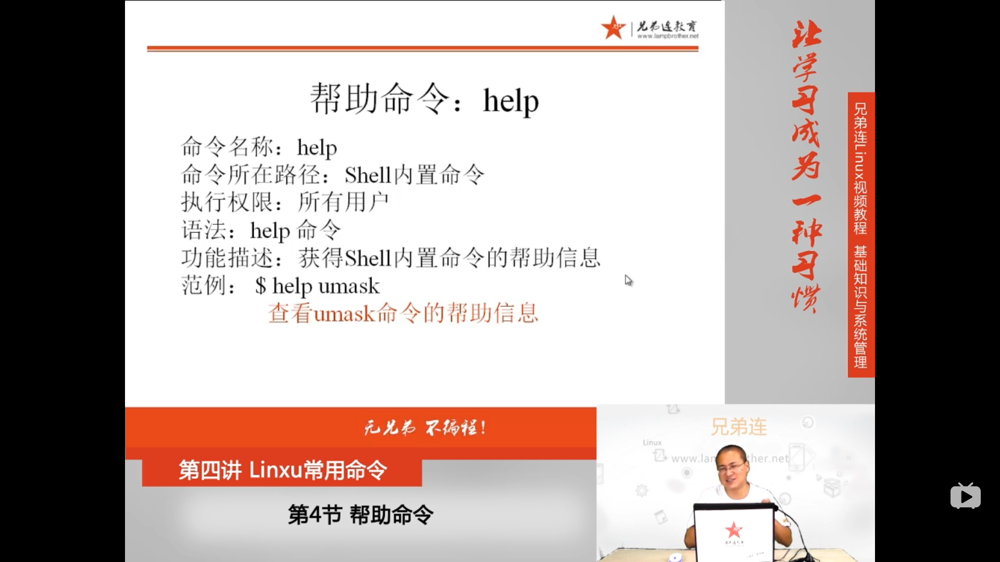 兄弟连教育
www.lampbrother.net
帮助命令：help
命令名称：help
命令所在路径：Shell内置命令
执行权限：所有用户
语法：help 命令
功能描述：获得Shell内置命令的帮助信息
范例： $ help umask
查看umask命令的帮助信息
让学习成为一种习惯
兄弟连Linux视频教程 基础知识与系统管理
无兄弟 不编程！
第四讲 Linxu常用命令
第4节 帮助命令
兄弟连
Linux